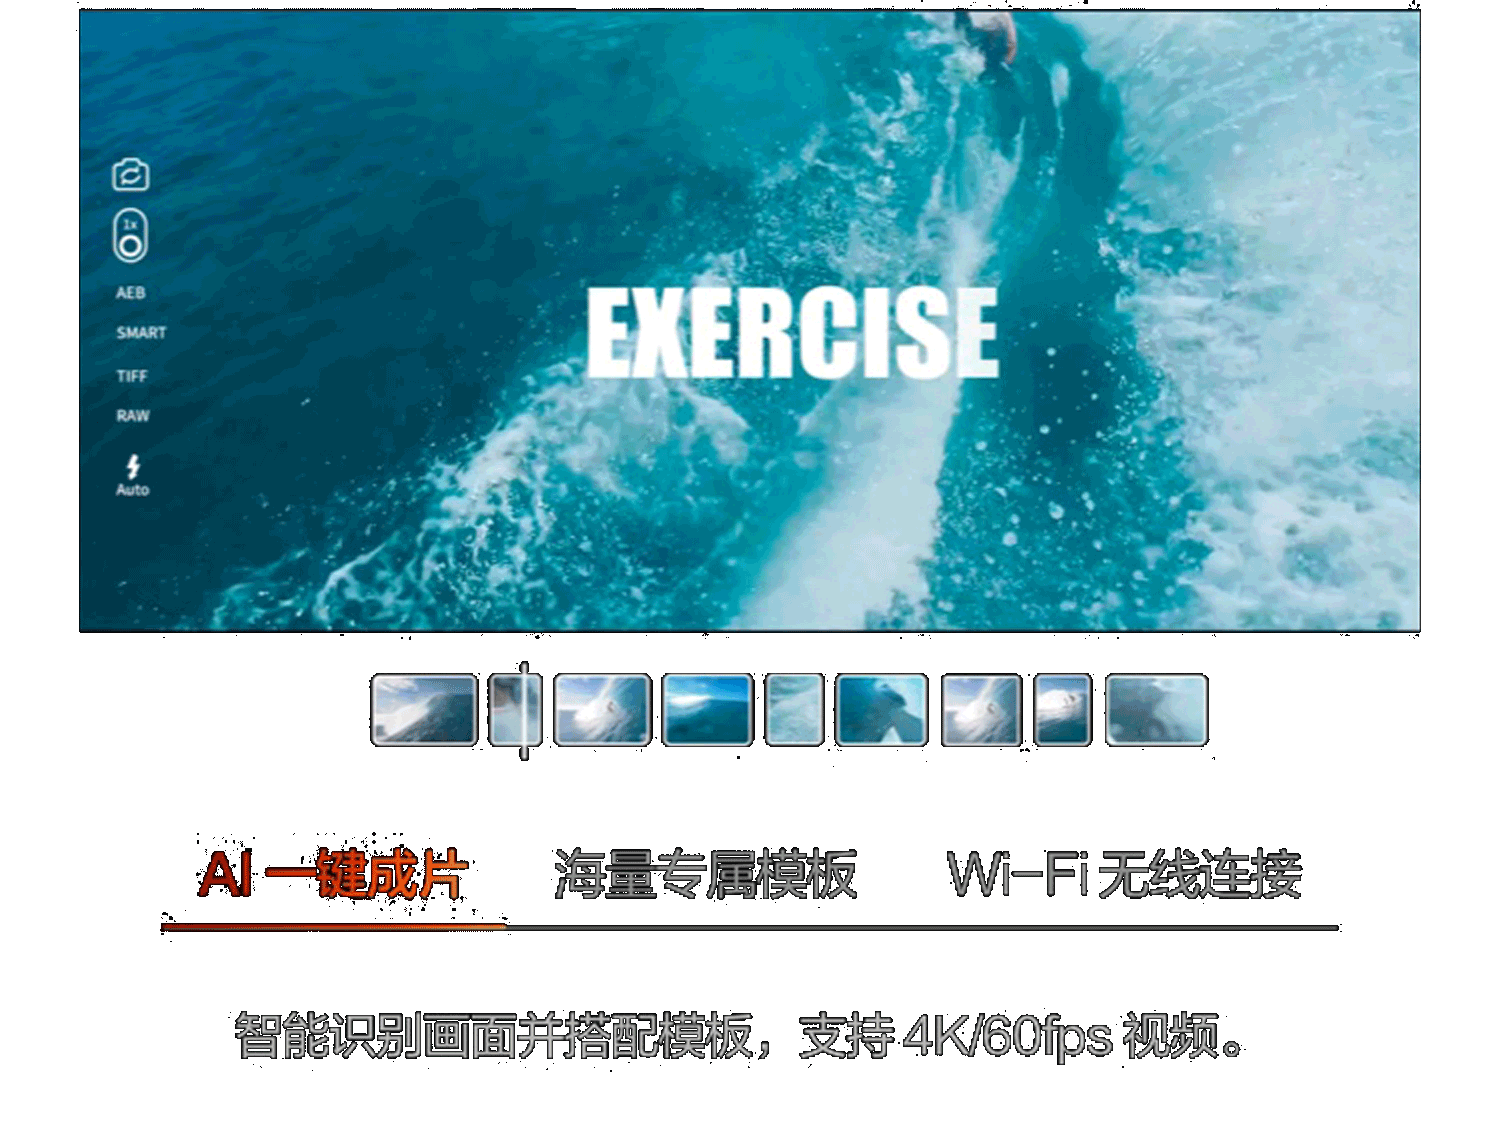 1x
AEB
SMART
TIFF
RAW
Auto
EXERCISE
AI 一键成片
海量专属模板
Wi-Fi 无线连接
智能识别画面并搭配模板，支持 4K/60fps 视频。